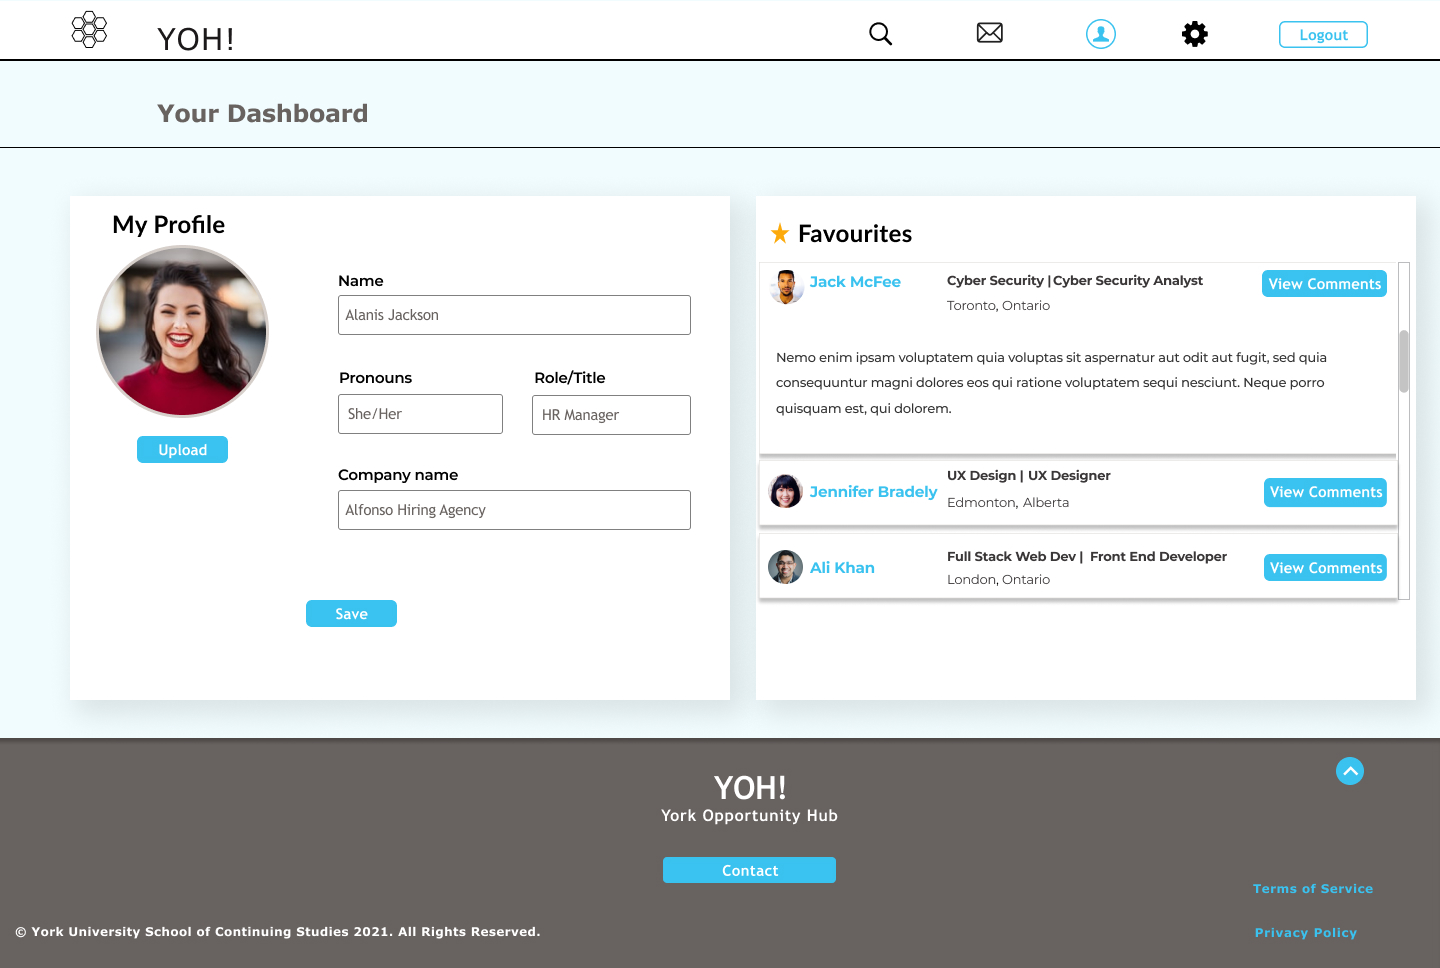 YOH!
Logout
Your Dashboard
My Profile
Name
Alanis Jackson
Pronouns
Role/Title
She/Her
HR Manager
Upload
Company name
Alfonso Hiring Agency
Save
Favourites
Jack McFee
Cyber Security | Cyber Security Analyst
View Comments
Toronto, Ontario
Nemo enim ipsam voluptatem quia voluptas sit aspernatur aut odit aut fugit, sed quia
consequuntur magni dolores eos qui ratione voluptatem sequi nesciunt. Neque porro
quisquam est, qui dolorem.
Jennifer Bradely
UX Design | UX Designer
Edmonton, Alberta
View Comments
Ali Khan
Full Stack Web Dev | Front End Developer
London, Ontario
View Comments
YOH!
York Opportunity Hub
Contact
Terms of Service
© York University School of Continuing Studies 2021. All Rights Reserved.
Privacy Policy